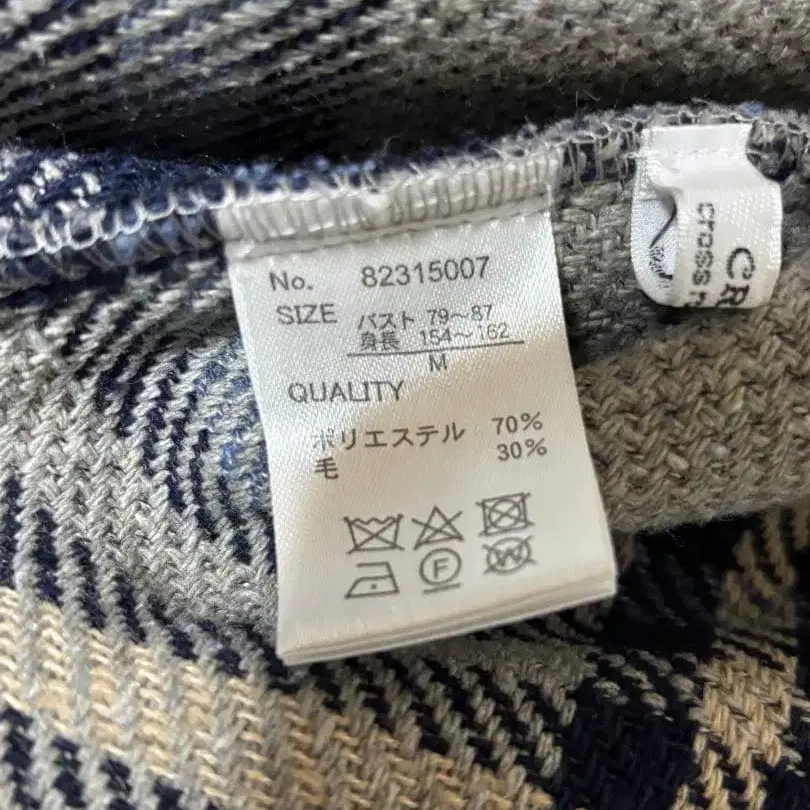 No. 82315007
SIZE バスト 79～87
身長 154～162
M
QUALITY
ポリエステル 70%
毛 30%
F
W
CR
cross